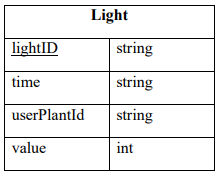 Light
lightID string
time string
userPlantId string
value int